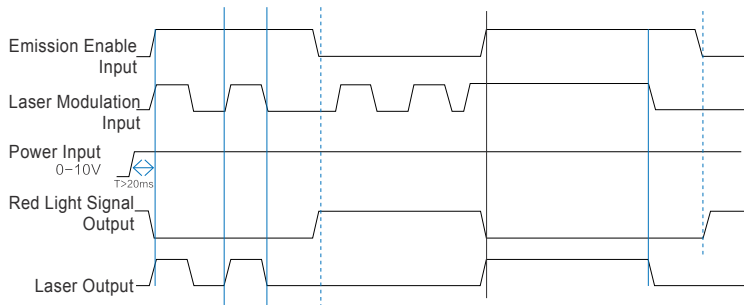 Emission Enable
Input
Laser Modulation
Input
Power Input
0−10V
T>20ms
Red Light Signal
Output
Laser Output